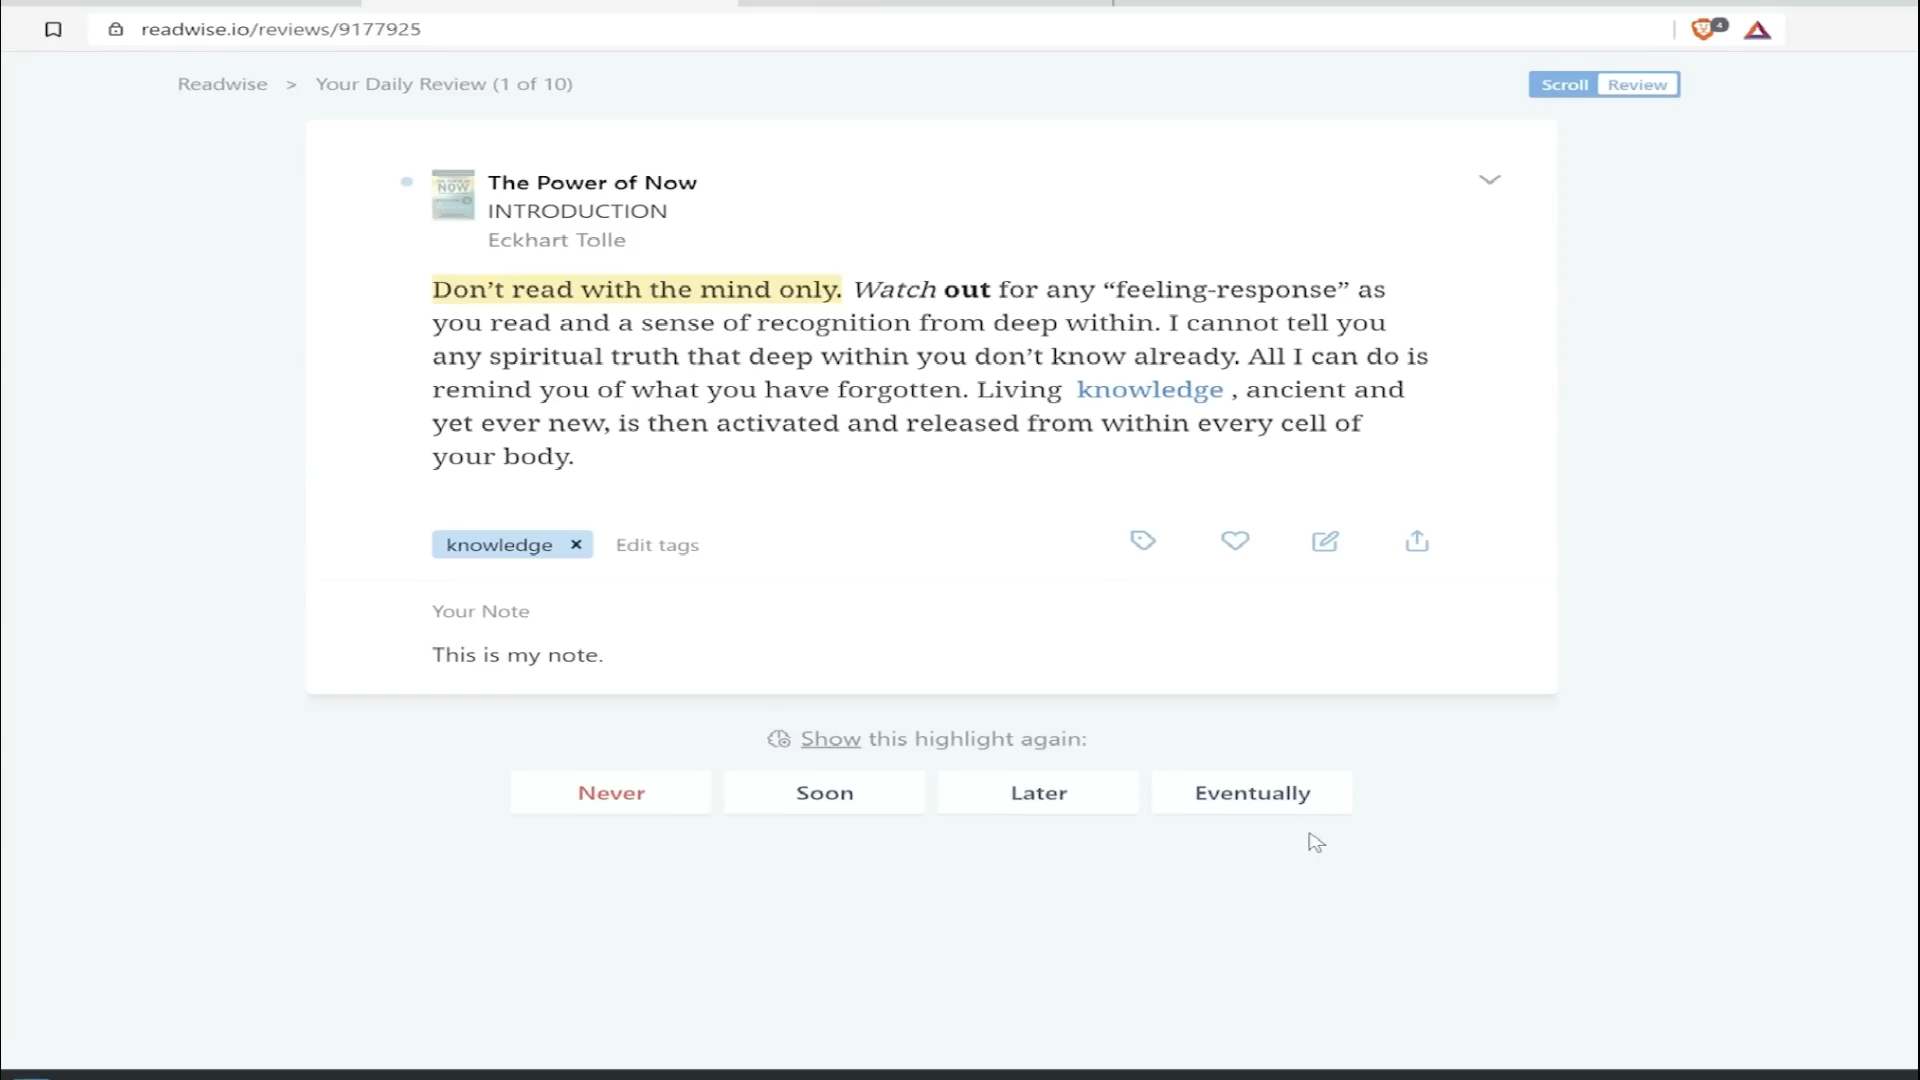 readwise.io/reviews/9177925
4
Readwise > Your Daily Review (1 of 10)
Scroll Review
NOW
The Power of Now
INTRODUCTION
Eckhart Tolle
Don’t read with the mind only. Watch out for any “feeling-response” as
you read and a sense of recognition from deep within. I cannot tell you
any spiritual truth that deep within you don’t know already. All I can do is
remind you of what you have forgotten. Living knowledge , ancient and
yet ever new, is then activated and released from within every cell of
your body.
knowledge ×
Edit tags
Your Note
This is my note.
Show this highlight again:
Never Soon Later Eventually